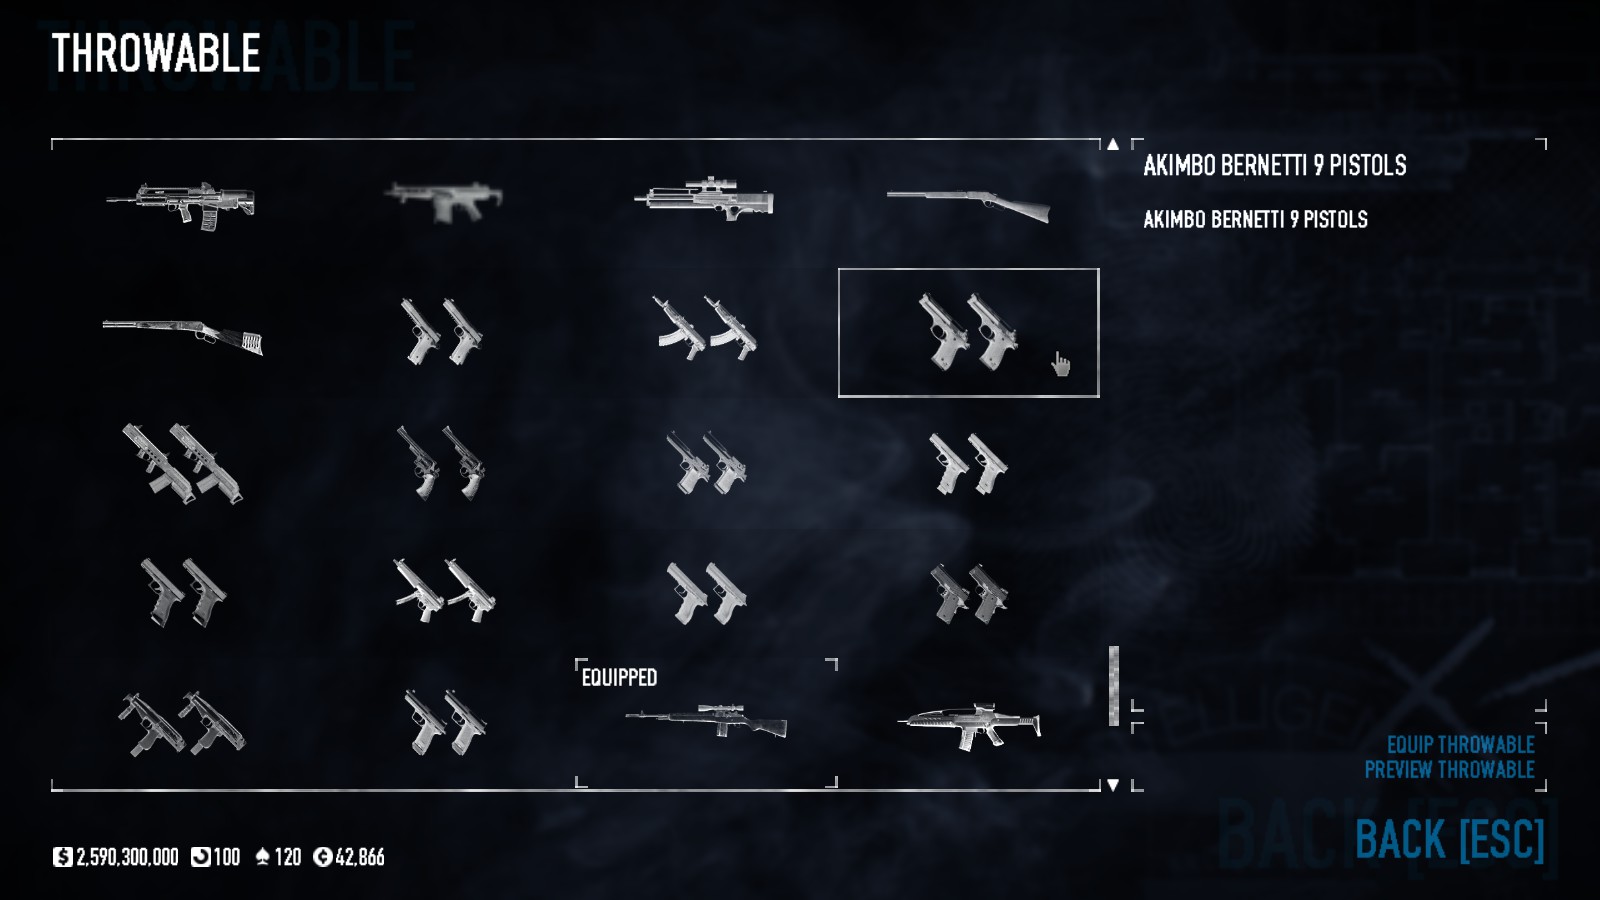 THROWABLE
AKIMBO BERNETTI 9 PISTOLS
AKIMBO BERNETTI 9 PISTOLS
EQUIPPED
EQUIP THROWABLE
PREVIEW THROWABLE
BACK [ESC]
2,590,300,000 100 120 42,866